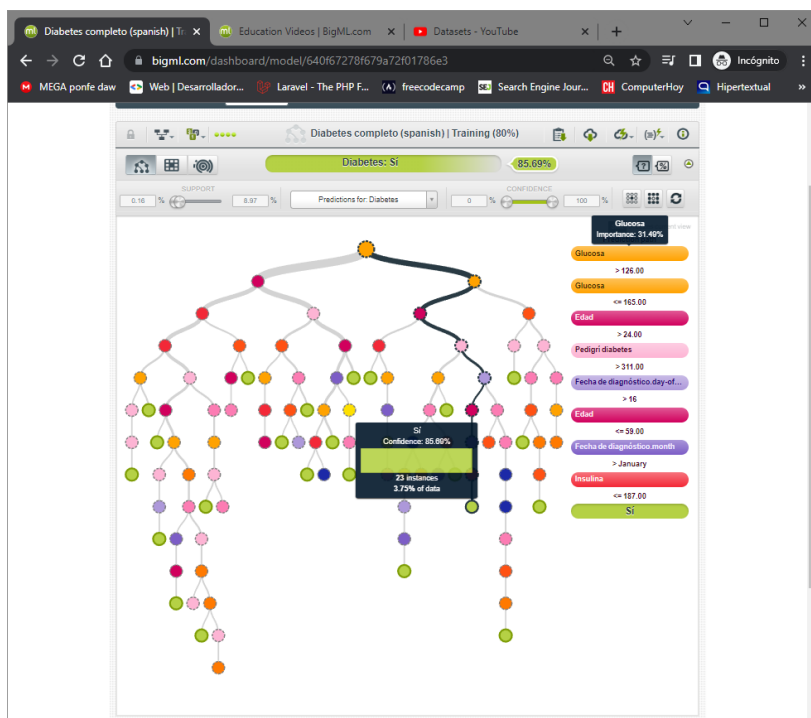 Diabetes completo (spanish) | Tr
Education Videos | BigML.com
Datasets - YouTube
bigml.com/dashboard/model/640f67278f679a72f01786e3
Incógnito
MEGA ponfe daw
Web | Desarrollador...
Laravel - The PHP F...
freecodecamp
Search Engine Jour...
ComputerHoy
Hipertextual
»
Diabetes completo (spanish) | Training (80%)
Diabetes: Sí
85.69%
SUPPORT
0.16 %
8.97 %
Predictions for: Diabetes
CONFIDENCE
0 %
100 %
Glucosa
Importance: 31.49%
view
Glucosa
> 126.00
Glucosa
<= 165.00
Edad
> 24.00
Pedigrí diabetes
> 311.00
Fecha de diagnóstico.day-of...
> 16
Edad
<= 59.00
Fecha de diagnóstico.month
> January
Insulina
<= 187.00
Sí
Sí
Confidence: 85.69%
23 instances
3.75% of data